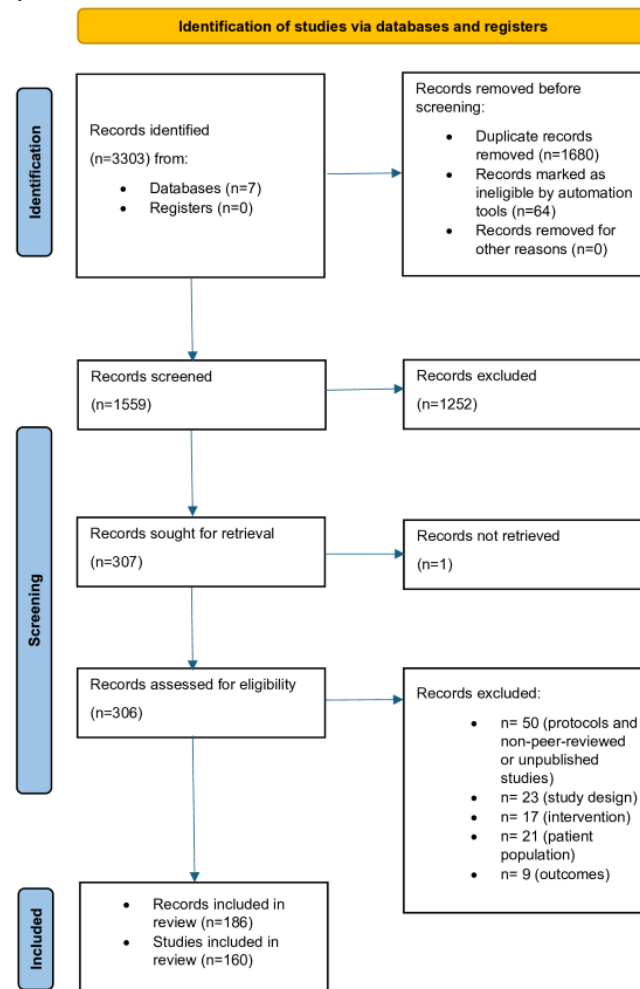 Identification of studies via databases and registers
Identification
Records identified
(n=3303) from:
• Databases (n=7)
• Registers (n=0)
Records removed before
screening:
• Duplicate records
removed (n=1680)
• Records marked as
ineligible by automation
tools (n=64)
• Records removed for
other reasons (n=0)
Screening
Records screened
(n=1559)
Records excluded
(n=1252)
Records sought for retrieval
(n=307)
Records not retrieved
(n=1)
Records assessed for eligibility
(n=306)
Records excluded:
• n= 50 (protocols and
non-peer-reviewed
or unpublished
studies)
• n= 23 (study design)
• n= 17 (intervention)
• n= 21 (patient
population)
• n= 9 (outcomes)
Included
• Records included in
review (n=186)
• Studies included in
review (n=160)